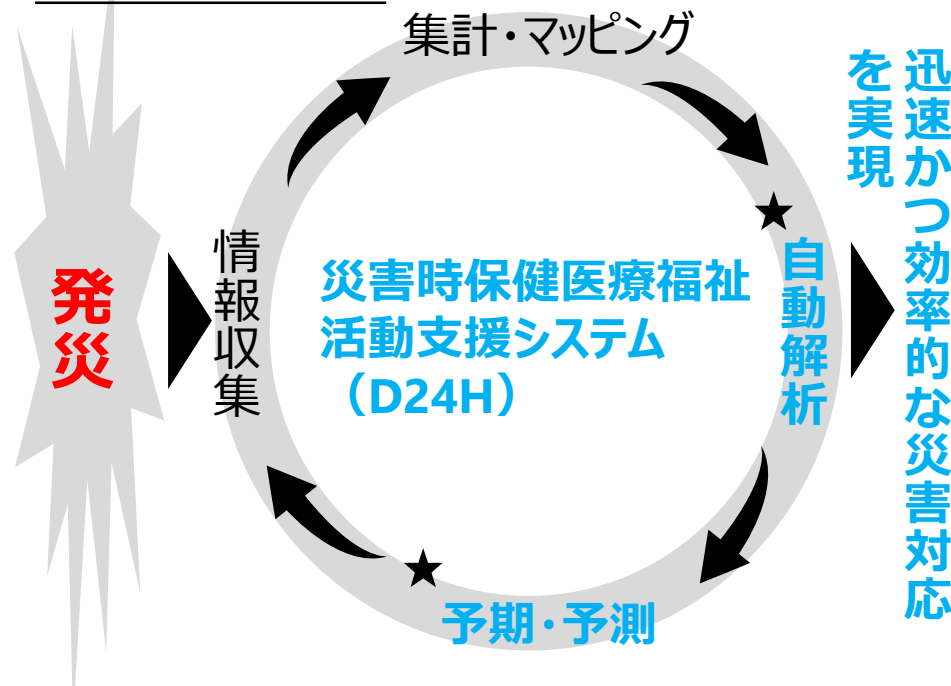 集計・マッピング
発災
情報収集
災害時保健医療福祉
活動支援システム
（D24H）
★
自動解析
★
予期・予測
迅速かつ効率的な災害対応
を実現